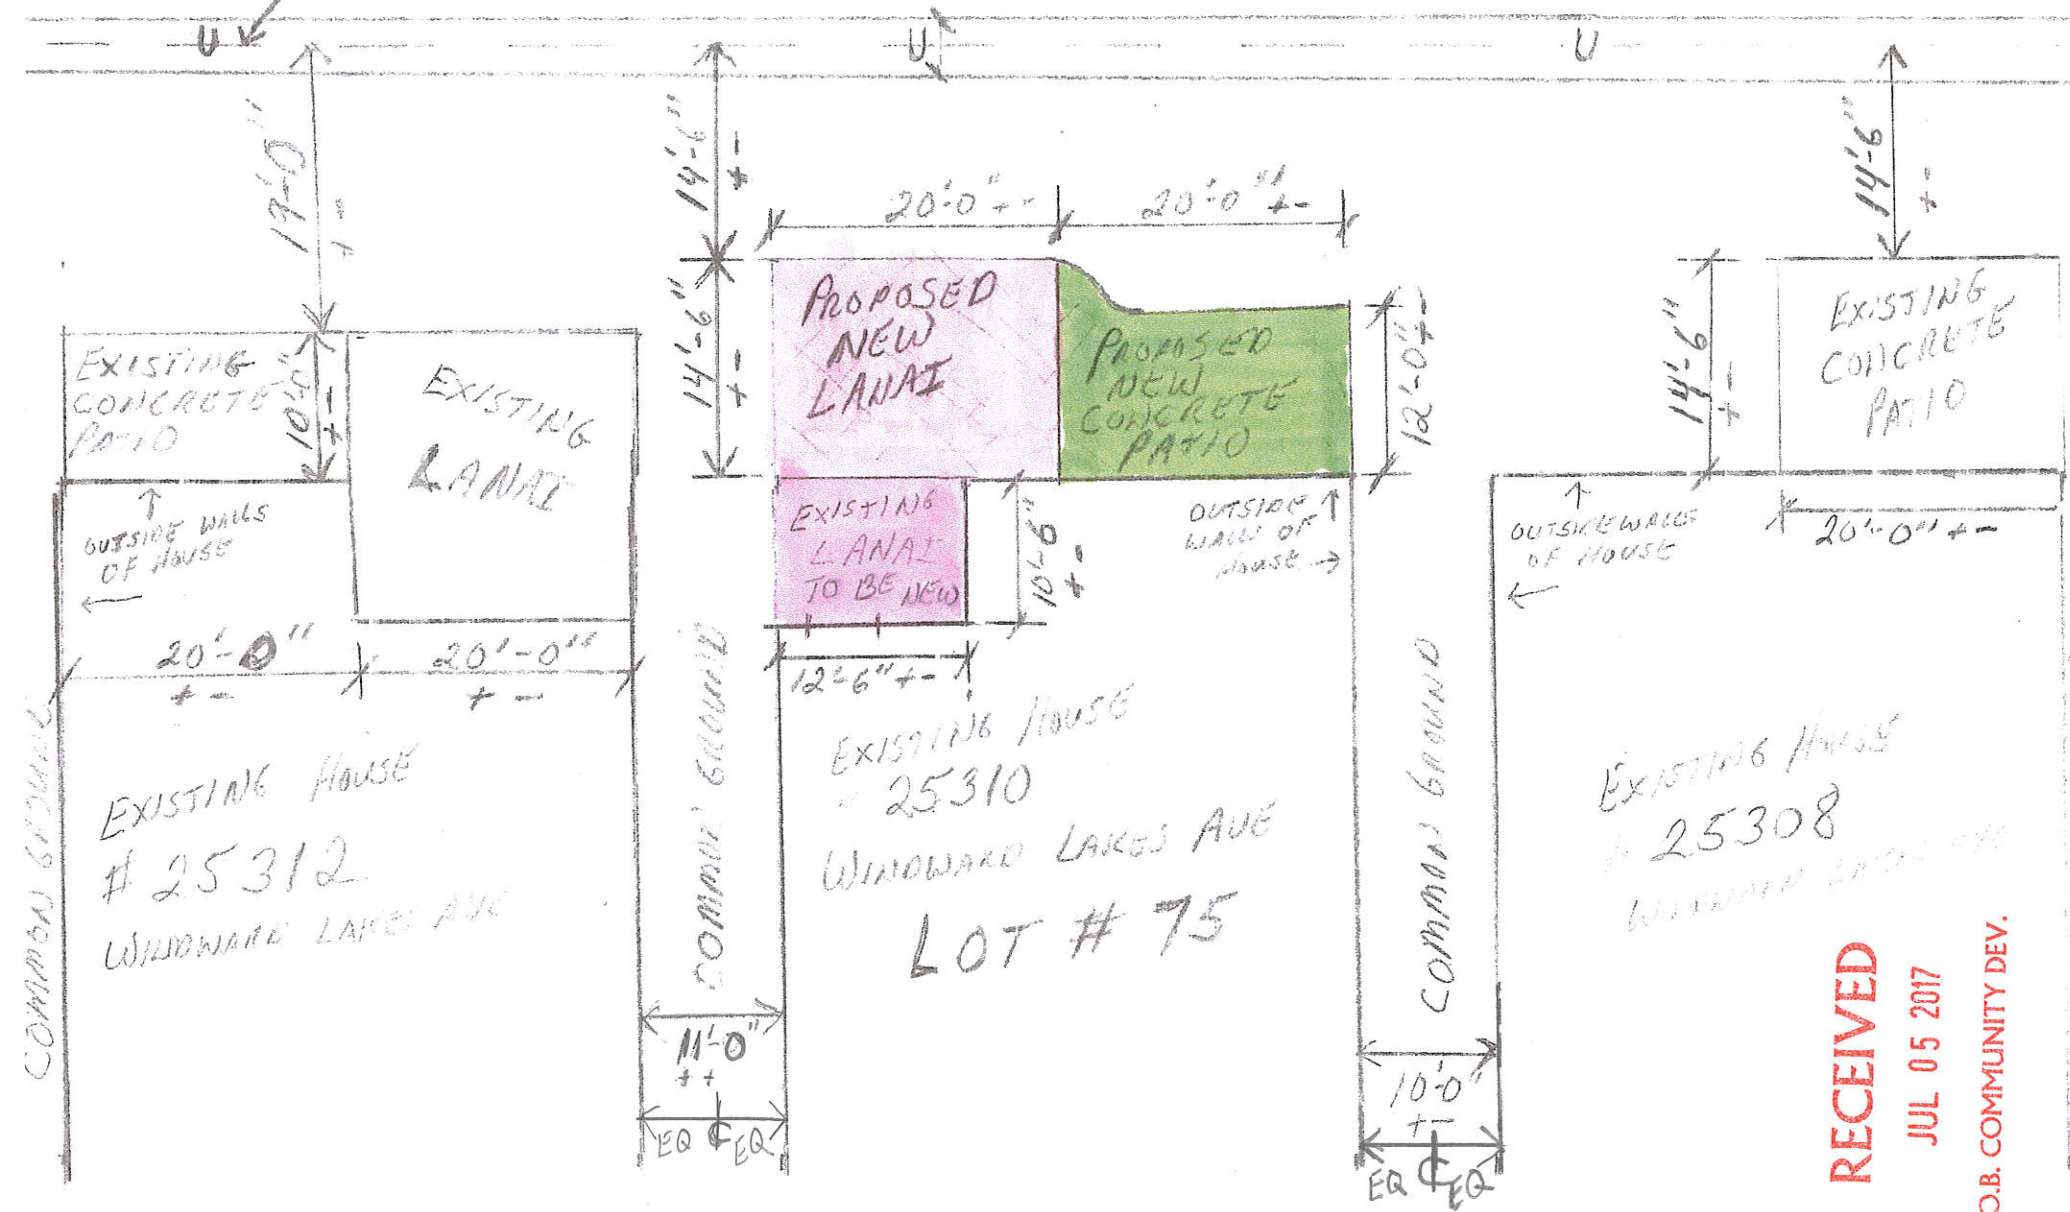 U
U
U
19'-0"
+ -
14'-6"
+ -
14'-6"
+ -
20'-0" + -
20'-0" + -
EXISTING
CONCRETE
PATIO
10'-0"
+ -
EXISTING
LANAI
14'-6"
+ -
PROPOSED
NEW
LANAI
PROPOSED
NEW
CONCRETE
PATIO
12'-0" + -
14'-6"
+ -
EXISTING
CONCRETE
PATIO
OUTSIDE WALLS
OF HOUSE
EXISTING
LANAI
TO BE NEW
10'-6"
+ -
OUTSIDE
WALLS OF
HOUSE
OUTSIDE WALLS
OF HOUSE
20'-0" + -
20'-0"
+ -
20'-0"
+ -
12'-6" + -
COMMON GROUND
EXISTING HOUSE
# 25312
WINDWARD LAKES AVE
COMMON GROUND
EXISTING HOUSE
25310
WINDWARD LAKES AVE
LOT # 75
COMMON GROUND
EXISTING HOUSE
25308
WINDWARD LAKES AVE
11'-0"
+ +
EQ ℄ EQ
10'-0"
+ -
EQ ℄ EQ
RECEIVED
JUL 05 2017
O.B. COMMUNITY DEV.